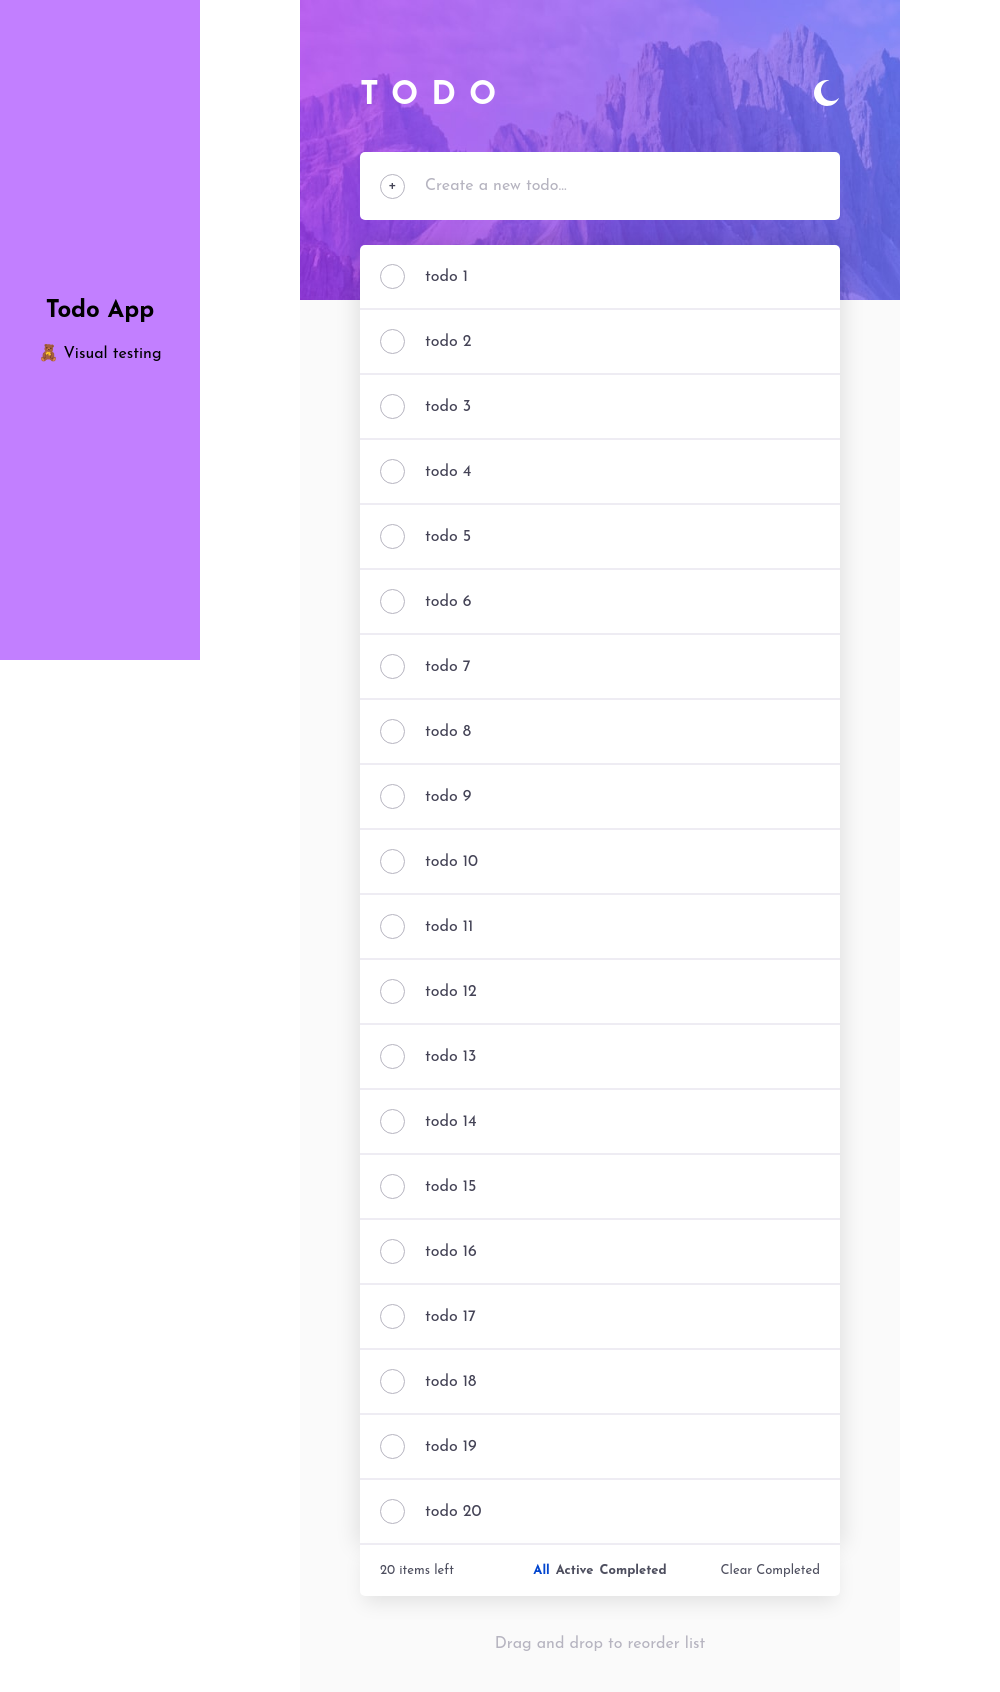 Todo App
🧸 Visual testing
TODO
+ Create a new todo...
todo 1
todo 2
todo 3
todo 4
todo 5
todo 6
todo 7
todo 8
todo 9
todo 10
todo 11
todo 12
todo 13
todo 14
todo 15
todo 16
todo 17
todo 18
todo 19
todo 20
20 items left All Active Completed Clear Completed
Drag and drop to reorder list